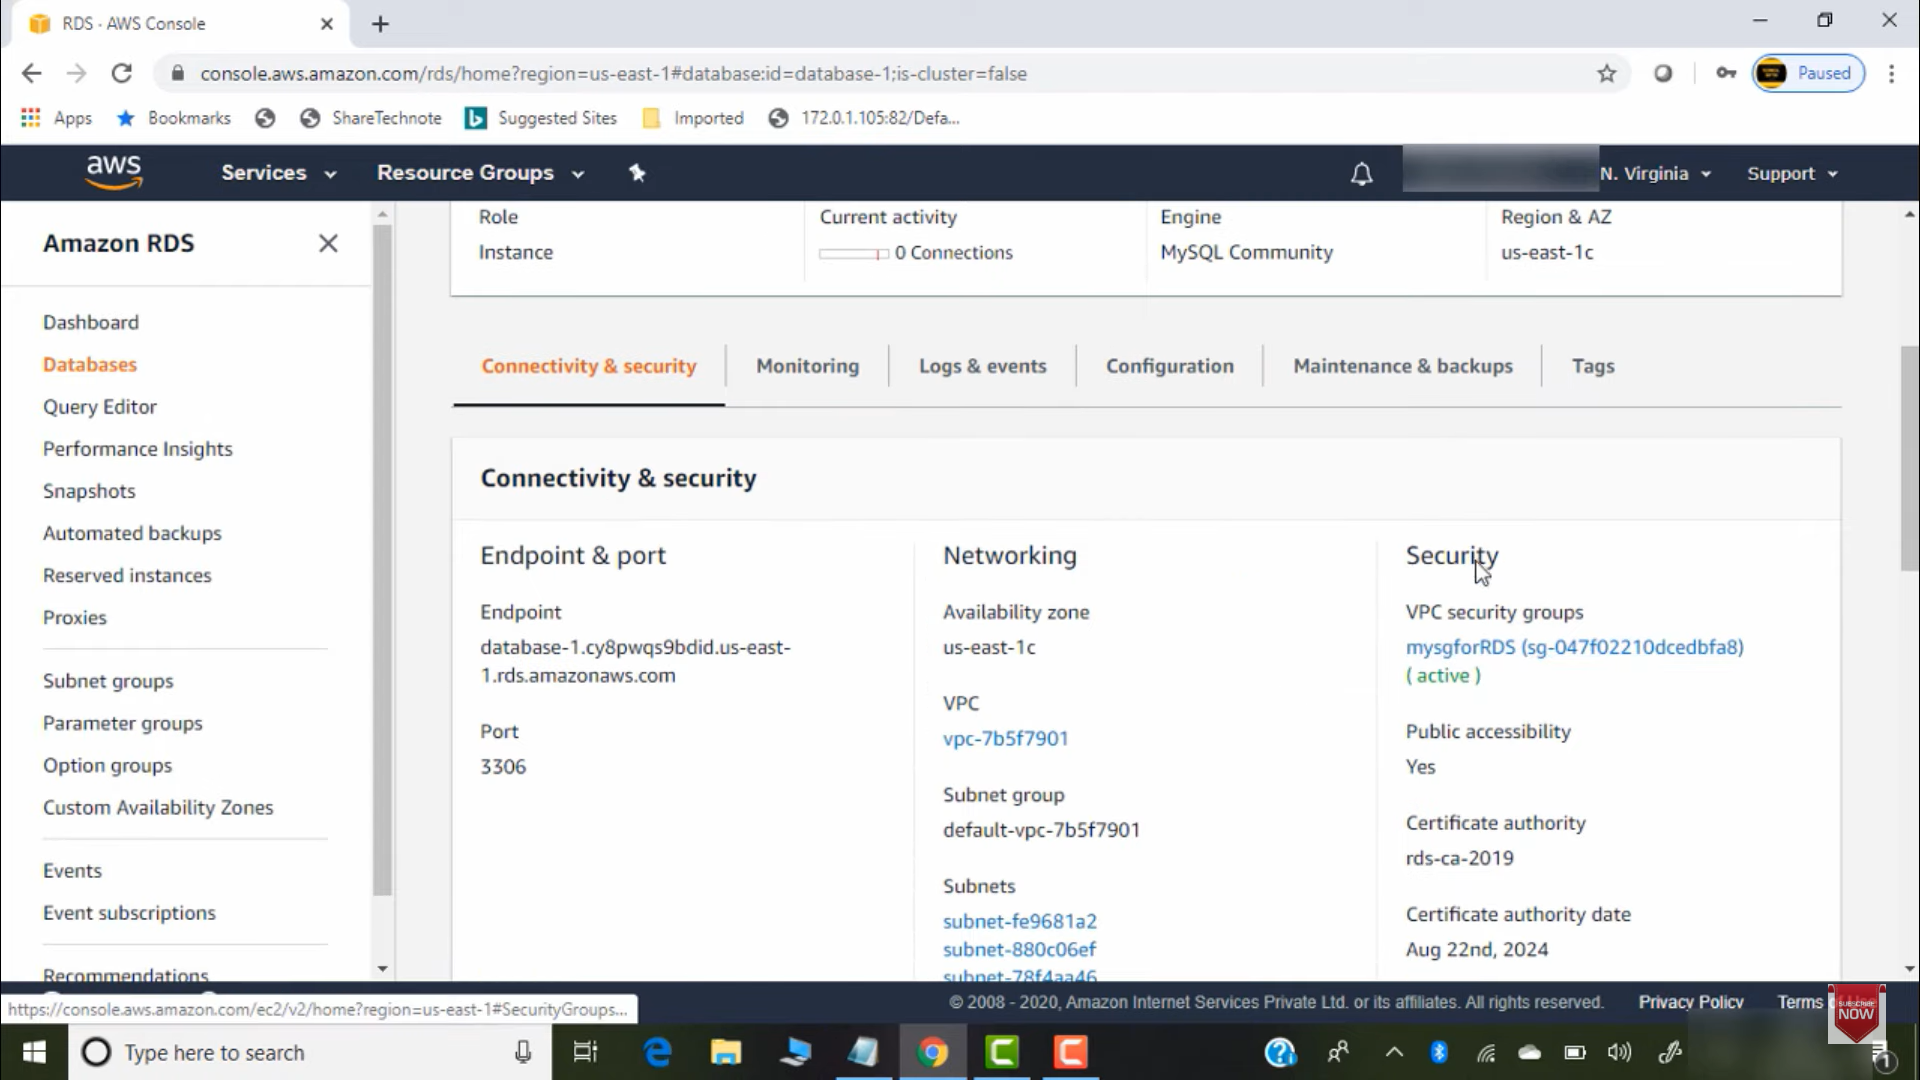 RDS - AWS Console
console.aws.amazon.com/rds/home?region=us-east-1#database:id=database-1;is-cluster=false
Paused
Apps
Bookmarks
ShareTechnote
Suggested Sites
Imported
172.0.1.105:82/Defa...
aws
Services
Resource Groups
N. Virginia
Support
Amazon RDS
Dashboard
Databases
Query Editor
Performance Insights
Snapshots
Automated backups
Reserved instances
Proxies
Subnet groups
Parameter groups
Option groups
Custom Availability Zones
Events
Event subscriptions
Recommendations
Role
Instance
Current activity
0 Connections
Engine
MySQL Community
Region & AZ
us-east-1c
Connectivity & security
Monitoring
Logs & events
Configuration
Maintenance & backups
Tags
Connectivity & security
Endpoint & port
Endpoint
database-1.cy8pwqs9bdid.us-east-
1.rds.amazonaws.com
Port
3306
Networking
Availability zone
us-east-1c
VPC
vpc-7b5f7901
Subnet group
default-vpc-7b5f7901
Subnets
subnet-fe9681a2
subnet-880c06ef
subnet-78f4aa46
Security
VPC security groups
mysgforRDS (sg-047f02210dcedbfa8)
( active )
Public accessibility
Yes
Certificate authority
rds-ca-2019
Certificate authority date
Aug 22nd, 2024
https://console.aws.amazon.com/ec2/v2/home?region=us-east-1#SecurityGroups...
© 2008 - 2020, Amazon Internet Services Private Ltd. or its affiliates. All rights reserved.
Privacy Policy
Terms
SUBSCRIBE
NOW
Type here to search
1